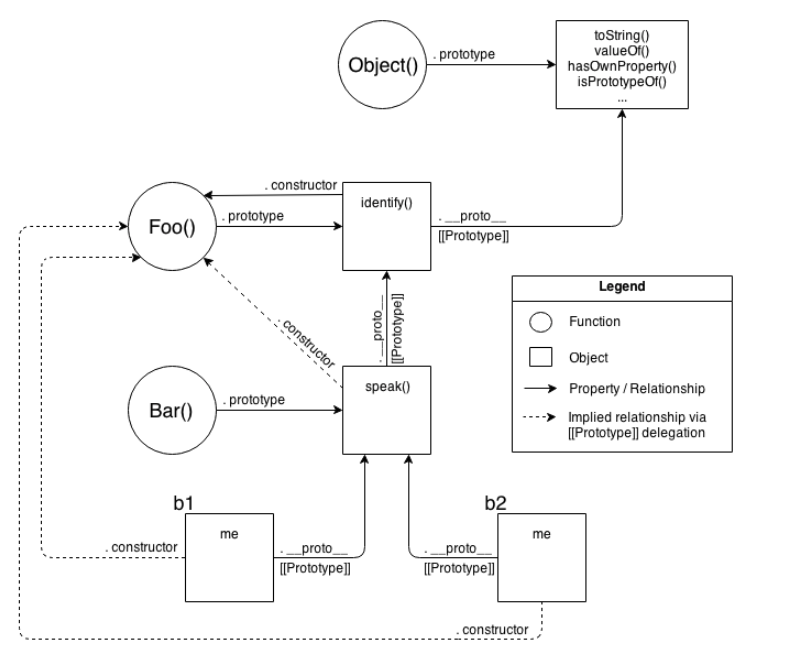 Object()
. prototype
toString()
valueOf()
hasOwnProperty()
isPrototypeOf()
...
Foo()
. constructor
. prototype
identify()
. __proto__
[[Prototype]]
. __proto__
[[Prototype]]
. constructor
Legend
Function
Object
Property / Relationship
Implied relationship via
[[Prototype]] delegation
Bar()
. prototype
speak()
b1
me
. constructor
. __proto__
[[Prototype]]
b2
me
. __proto__
[[Prototype]]
. constructor